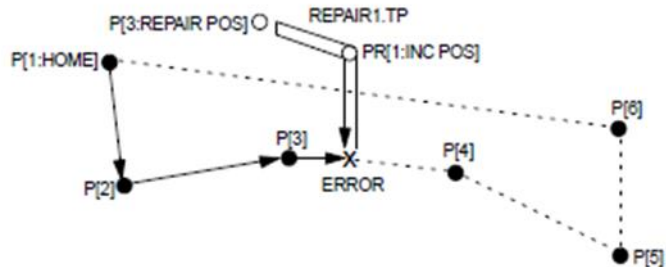 REPAIR1.TP
P[3:REPAIR POS]
PR[1:INC POS]
P[1:HOME]
P[6]
P[3]
P[4]
X
P[2]
ERROR
P[5]